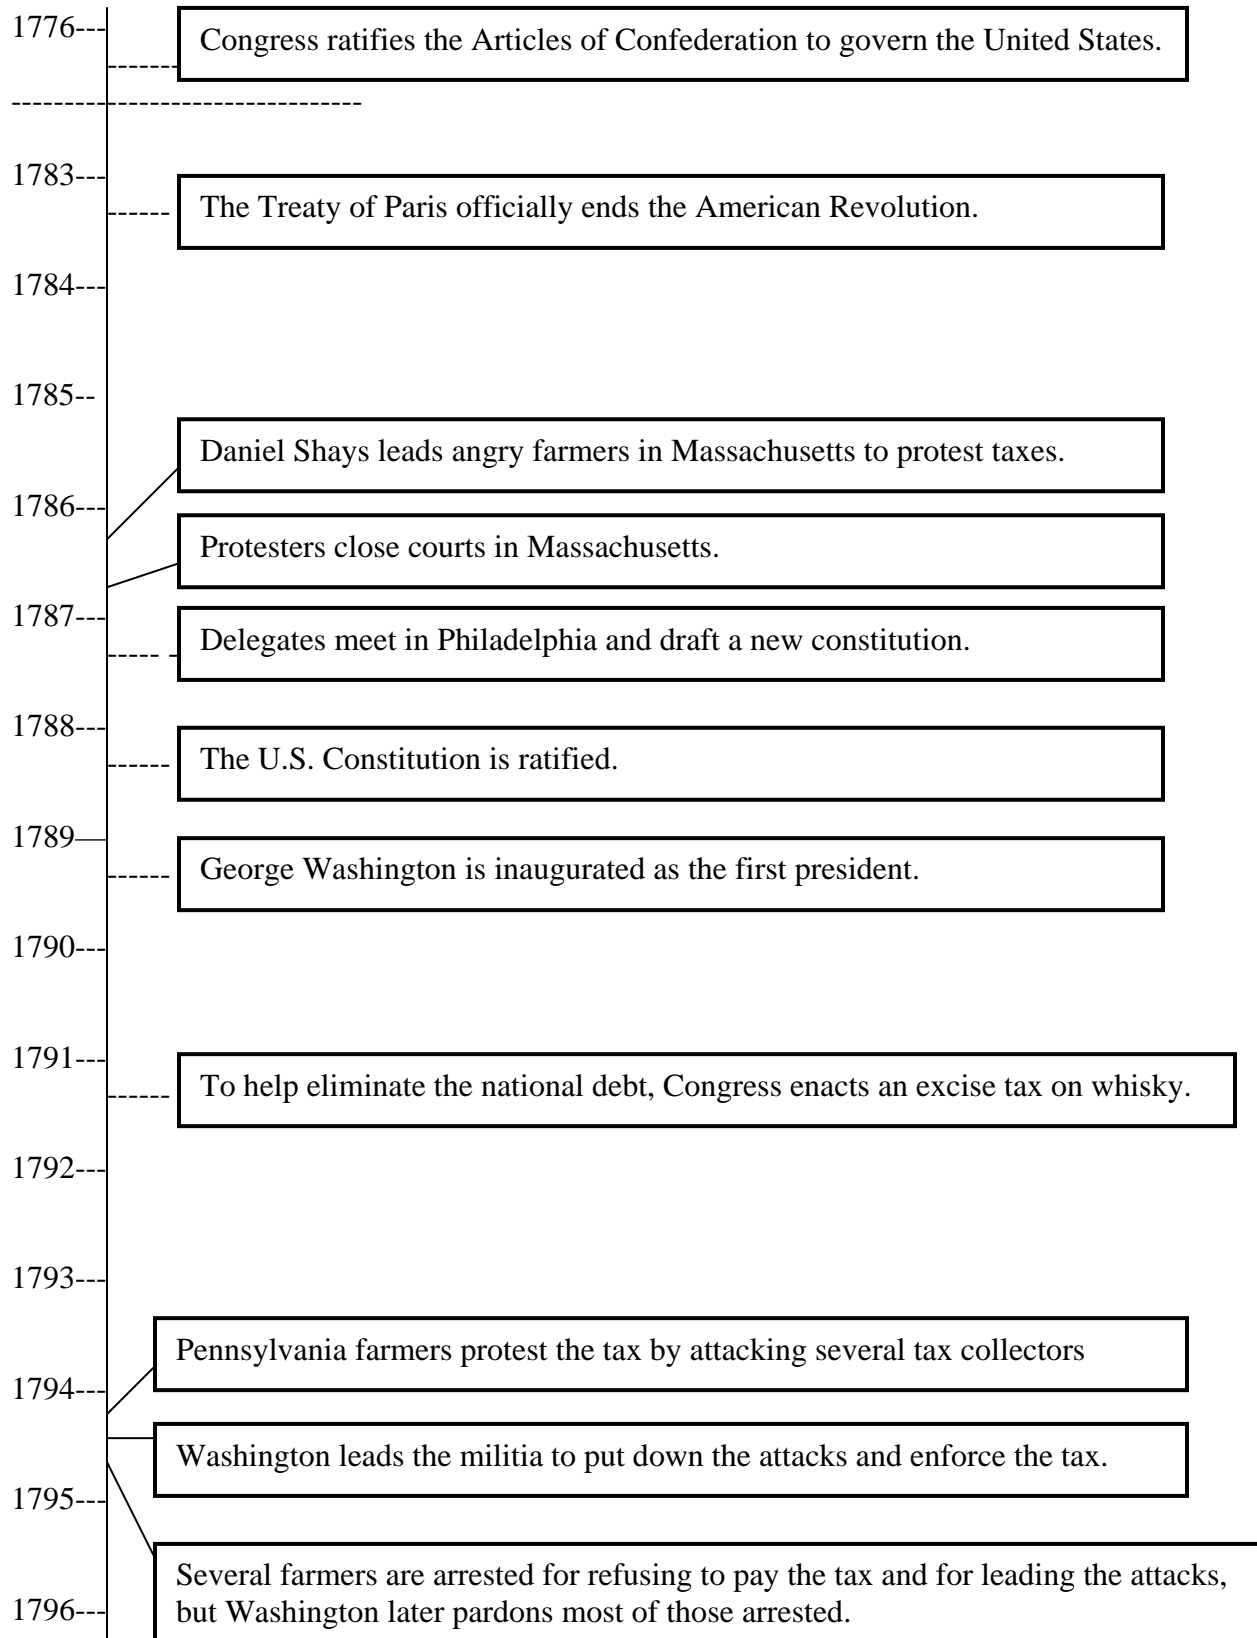 1776---
Congress ratifies the Articles of Confederation to govern the United States.
1783---
The Treaty of Paris officially ends the American Revolution.
1784---
1785--
Daniel Shays leads angry farmers in Massachusetts to protest taxes.
1786---
Protesters close courts in Massachusetts.
1787---
Delegates meet in Philadelphia and draft a new constitution.
1788---
The U.S. Constitution is ratified.
1789—
George Washington is inaugurated as the first president.
1790---
1791---
To help eliminate the national debt, Congress enacts an excise tax on whisky.
1792---
1793---
Pennsylvania farmers protest the tax by attacking several tax collectors
1794---
Washington leads the militia to put down the attacks and enforce the tax.
1795---
Several farmers are arrested for refusing to pay the tax and for leading the attacks,
but Washington later pardons most of those arrested.
1796---